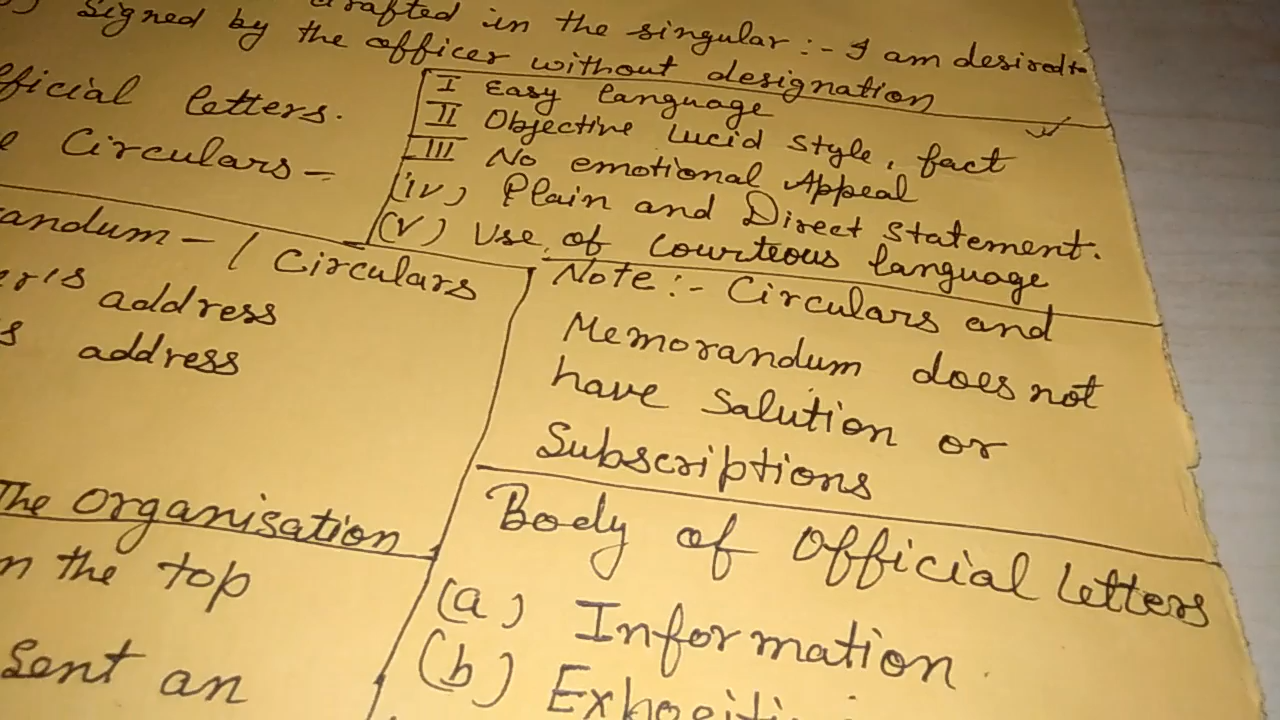 drafted in the singular :- I am desired to
Signed by the officer without designation
official letters.
Circulars -
I Easy language
II Objective Lucid Style, fact
III No emotional Appeal
(iv) Plain and Direct Statement.
(v) Use of Courteous language
andum - / Circulars
er's address
s address
Note :- Circulars and
Memorandum does not
have Salution or
Subscriptions
The Organisation
n the top
Sent an
Body of Official Letters
(a) Information
(b)